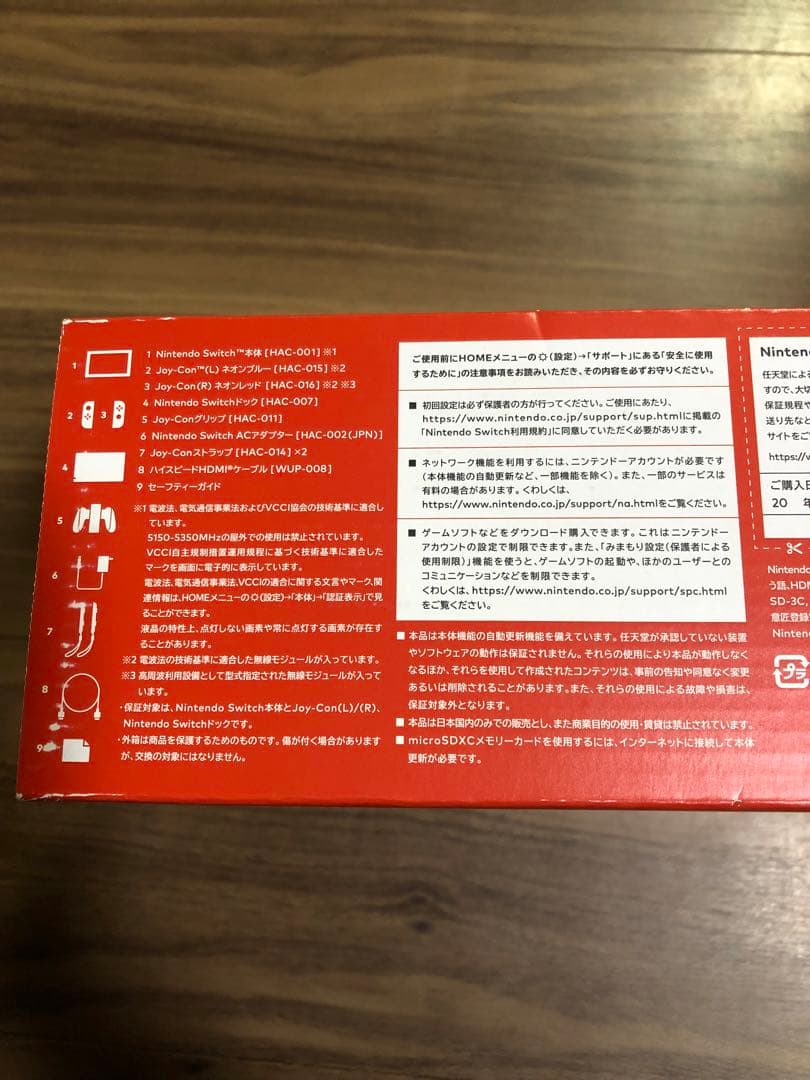 1 Nintendo Switch™本体 [HAC-001] ※1
2 Joy-Con™(L) ネオンブルー [HAC-015] ※2
3 Joy-Con(R) ネオンレッド [HAC-016] ※2 ※3
4 Nintendo Switchドック [HAC-007]
5 Joy-Conグリップ [HAC-011]
6 Nintendo Switch ACアダプター [HAC-002(JPN)]
7 Joy-Conストラップ [HAC-014] ×2
8 ハイスピードHDMI®ケーブル [WUP-008]
9 セーフティーガイド
※1 電波法、電気通信事業法およびVCCI協会の技術基準に適合し
ています。
5150-5350MHzの屋外での使用は禁止されています。
VCCI自主規制措置運用規程に基づく技術基準に適合した
マークを画面に電子的に表示しています。
電波法、電気通信事業法、VCCIの適合に関する文言やマーク、関
連情報は、HOMEメニューの(設定)→「本体」→「認証表示」で見
ることができます。
液晶の特性上、点灯しない画素や常に点灯する画素が存在す
ることがあります。
※2 電波法の技術基準に適合した無線モジュールが入っています。
※3 高周波利用設備として型式指定された無線モジュールが入って
います。
・保証対象は、Nintendo Switch本体とJoy-Con(L)/(R)、
Nintendo Switchドックです。
・外箱は商品を保護するためのものです。傷が付く場合があります
が、交換の対象にはなりません。
1
2
3
4
5
6
7
8
9
ご使用前にHOMEメニューの(設定)→「サポート」にある「安全に使用
するために」の注意事項をお読みいただき、その内容を必ずお守りください。
■ 初回設定は必ず保護者の方が行ってください。ご使用にあたり、
https://www.nintendo.co.jp/support/sup.htmlに掲載の
「Nintendo Switch利用規約」に同意していただく必要があります。
■ ネットワーク機能を利用するには、ニンテンドーアカウントが必要です
(本体機能の自動更新など、一部機能を除く)。また、一部のサービスは
有料の場合があります。くわしくは、
https://www.nintendo.co.jp/support/na.htmlをご覧ください。
■ ゲームソフトなどをダウンロード購入できます。これはニンテンドー
アカウントの設定で制限できます。また、「みまもり設定(保護者による
使用制限)」機能を使うと、ゲームソフトの起動や、ほかのユーザーとの
コミュニケーションなどを制限できます。
くわしくは、https://www.nintendo.co.jp/support/spc.html
をご覧ください。
■ 本品は本体機能の自動更新機能を備えています。任天堂が承認していない装置
やソフトウェアの動作は保証されません。それらの使用により本品が動作しなく
なるほか、それらを使用して作成されたコンテンツは、事前の告知や同意なく変更
あるいは削除されることがあります。また、それらの使用による故障や損害は、
保証対象外となります。
■ 本品は日本国内のみでの販売とし、また商業目的の使用・賃貸は禁止されています。
■ microSDXCメモリーカードを使用するには、インターネットに接続して本体
更新が必要です。
Nintend
任天堂による
すので、大切
保証規程や
送り先など
サイトをご
https://w
ご購入日
20 年
Nintendo
う語、HDMI
SD-3C,
意匠登録
Ninten
プラ